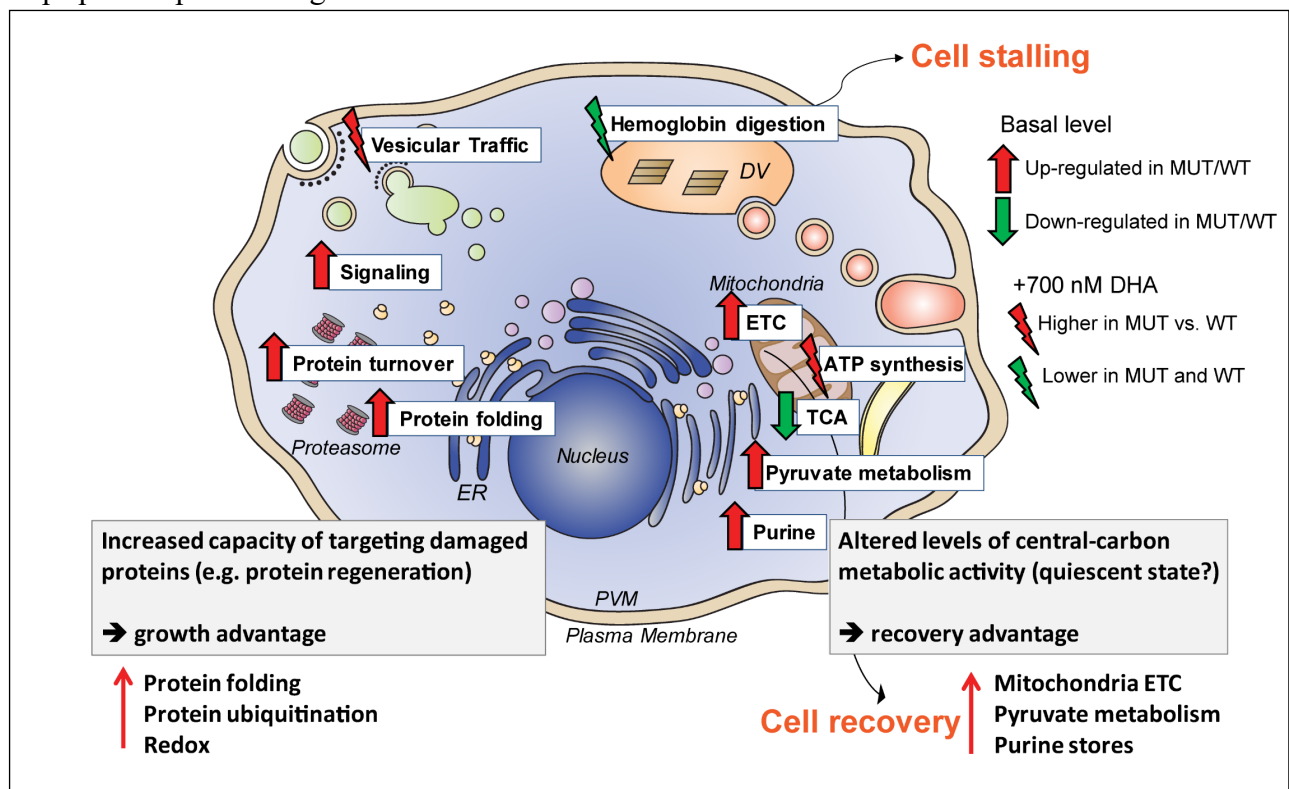 Cell stalling
Hemoglobin digestion
Vesicular Traffic
DV
Basal level
Up-regulated in MUT/WT
Down-regulated in MUT/WT
+700 nM DHA
Higher in MUT vs. WT
Lower in MUT and WT
Signaling
Mitochondria
ETC
Protein turnover
ATP synthesis
Protein folding
TCA
Proteasome
Nucleus
Pyruvate metabolism
ER
Purine
Increased capacity of targeting damaged
proteins (e.g. protein regeneration)
➔ growth advantage
Altered levels of central-carbon
metabolic activity (quiescent state?)
➔ recovery advantage
PVM
Plasma Membrane
Protein folding
Protein ubiquitination
Redox
Cell recovery
Mitochondria ETC
Pyruvate metabolism
Purine stores